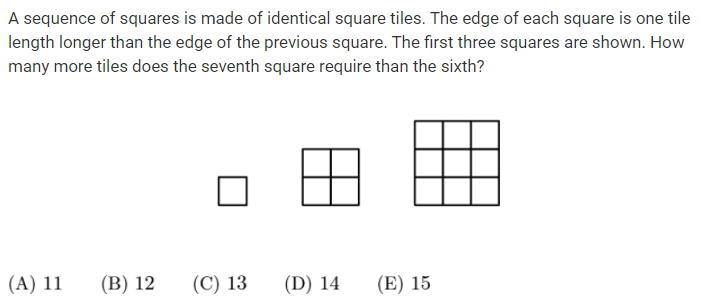 A sequence of squares is made of identical square tiles. The edge of each square is one tile
length longer than the edge of the previous square. The first three squares are shown. How
many more tiles does the seventh square require than the sixth?
(A) 11 (B) 12 (C) 13 (D) 14 (E) 15